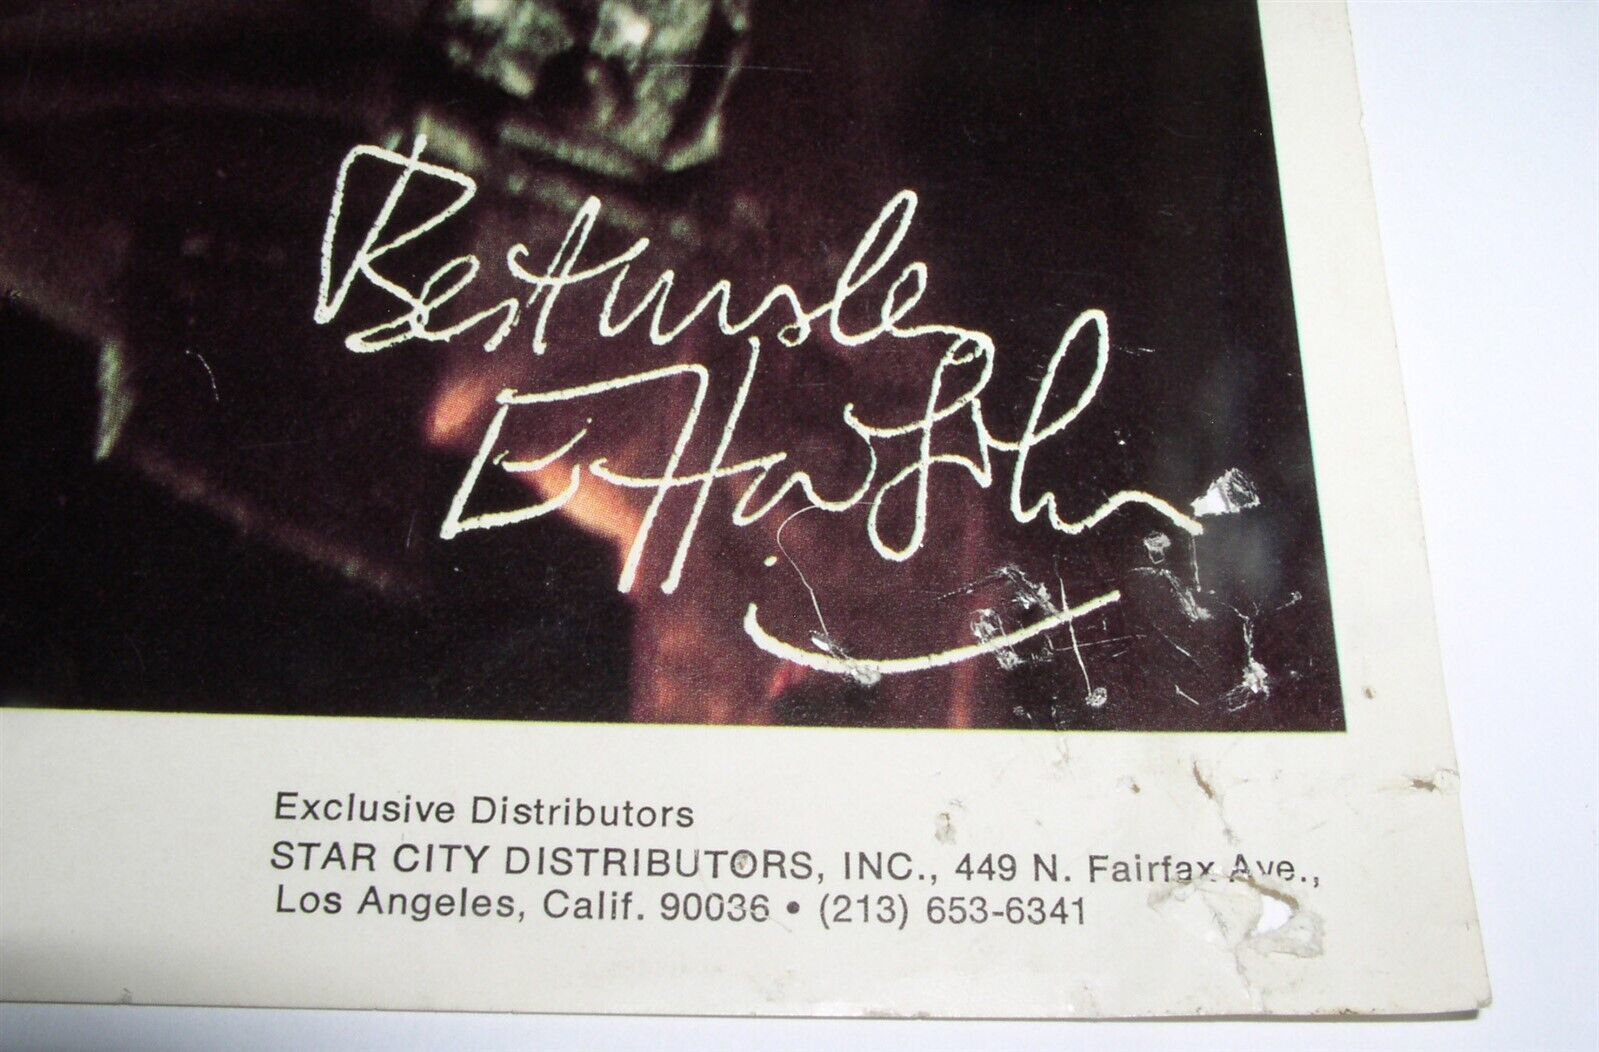 Best wishes
Exclusive Distributors
STAR CITY DISTRIBUTORS, INC., 449 N. Fairfax Ave.,
Los Angeles, Calif. 90036 • (213) 653-6341